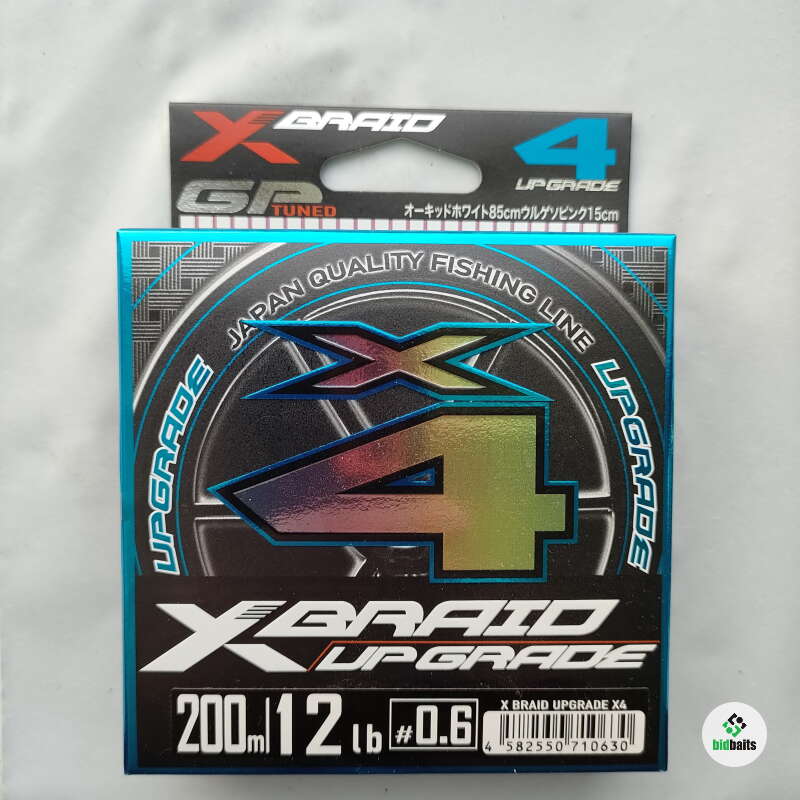 X BRAID
4
UPGRADE
GP
TUNED
オーキッドホワイト85cmウルゲソピンク15cm
JAPAN QUALITY FISHING LINE
UPGRADE
UPGRADE
X
4
X BRAID
UPGRADE
200m 12 lb #0.6
X BRAID UPGRADE X4
4 582550 710630
bidbaits